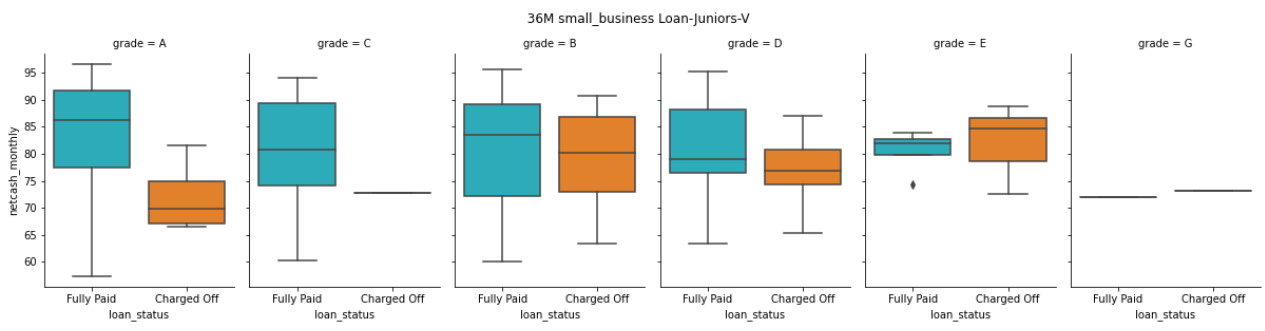 36M small_business Loan-Juniors-V
grade = A
grade = C
grade = B
grade = D
grade = E
grade = G
netcash_monthly
95
90
85
80
75
70
65
60
Fully Paid Charged Off
loan_status
Fully Paid Charged Off
loan_status
Fully Paid Charged Off
loan_status
Fully Paid Charged Off
loan_status
Fully Paid Charged Off
loan_status
Fully Paid Charged Off
loan_status